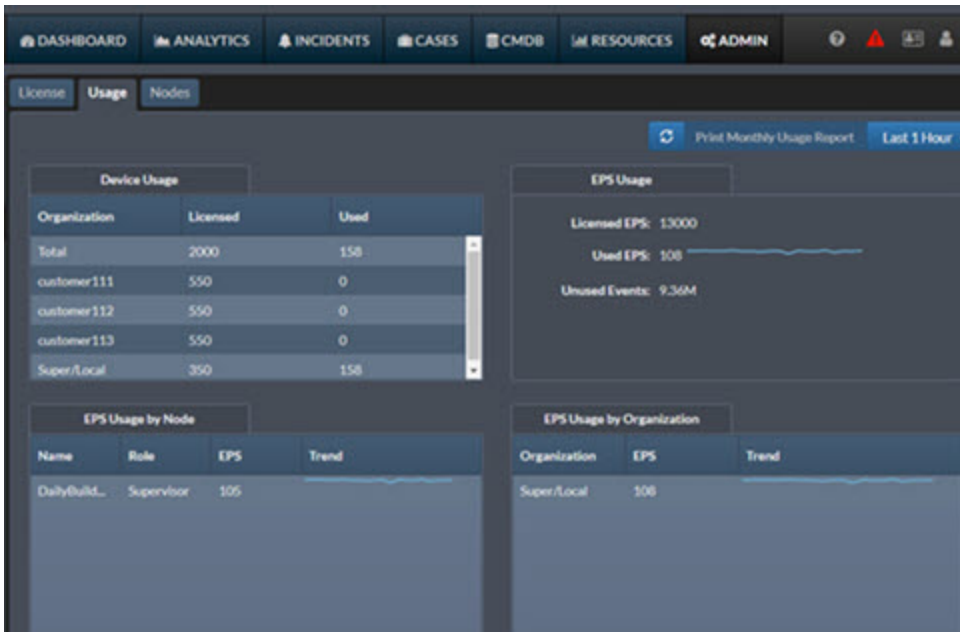 DASHBOARD ANALYTICS INCIDENTS CASES CMDB RESOURCES ADMIN
License Usage Nodes
Print Monthly Usage Report Last 1 Hour
Device Usage
Organization Licensed Used
Total 2000 158
customer111 550 0
customer112 550 0
customer113 550 0
Super/Local 350 158
EPS Usage
Licensed EPS: 13000
Used EPS: 108
Unused Events: 9.36M
EPS Usage by Node
Name Role EPS Trend
DailyBuild... Supervisor 105
EPS Usage by Organization
Organization EPS Trend
Super/Local 108